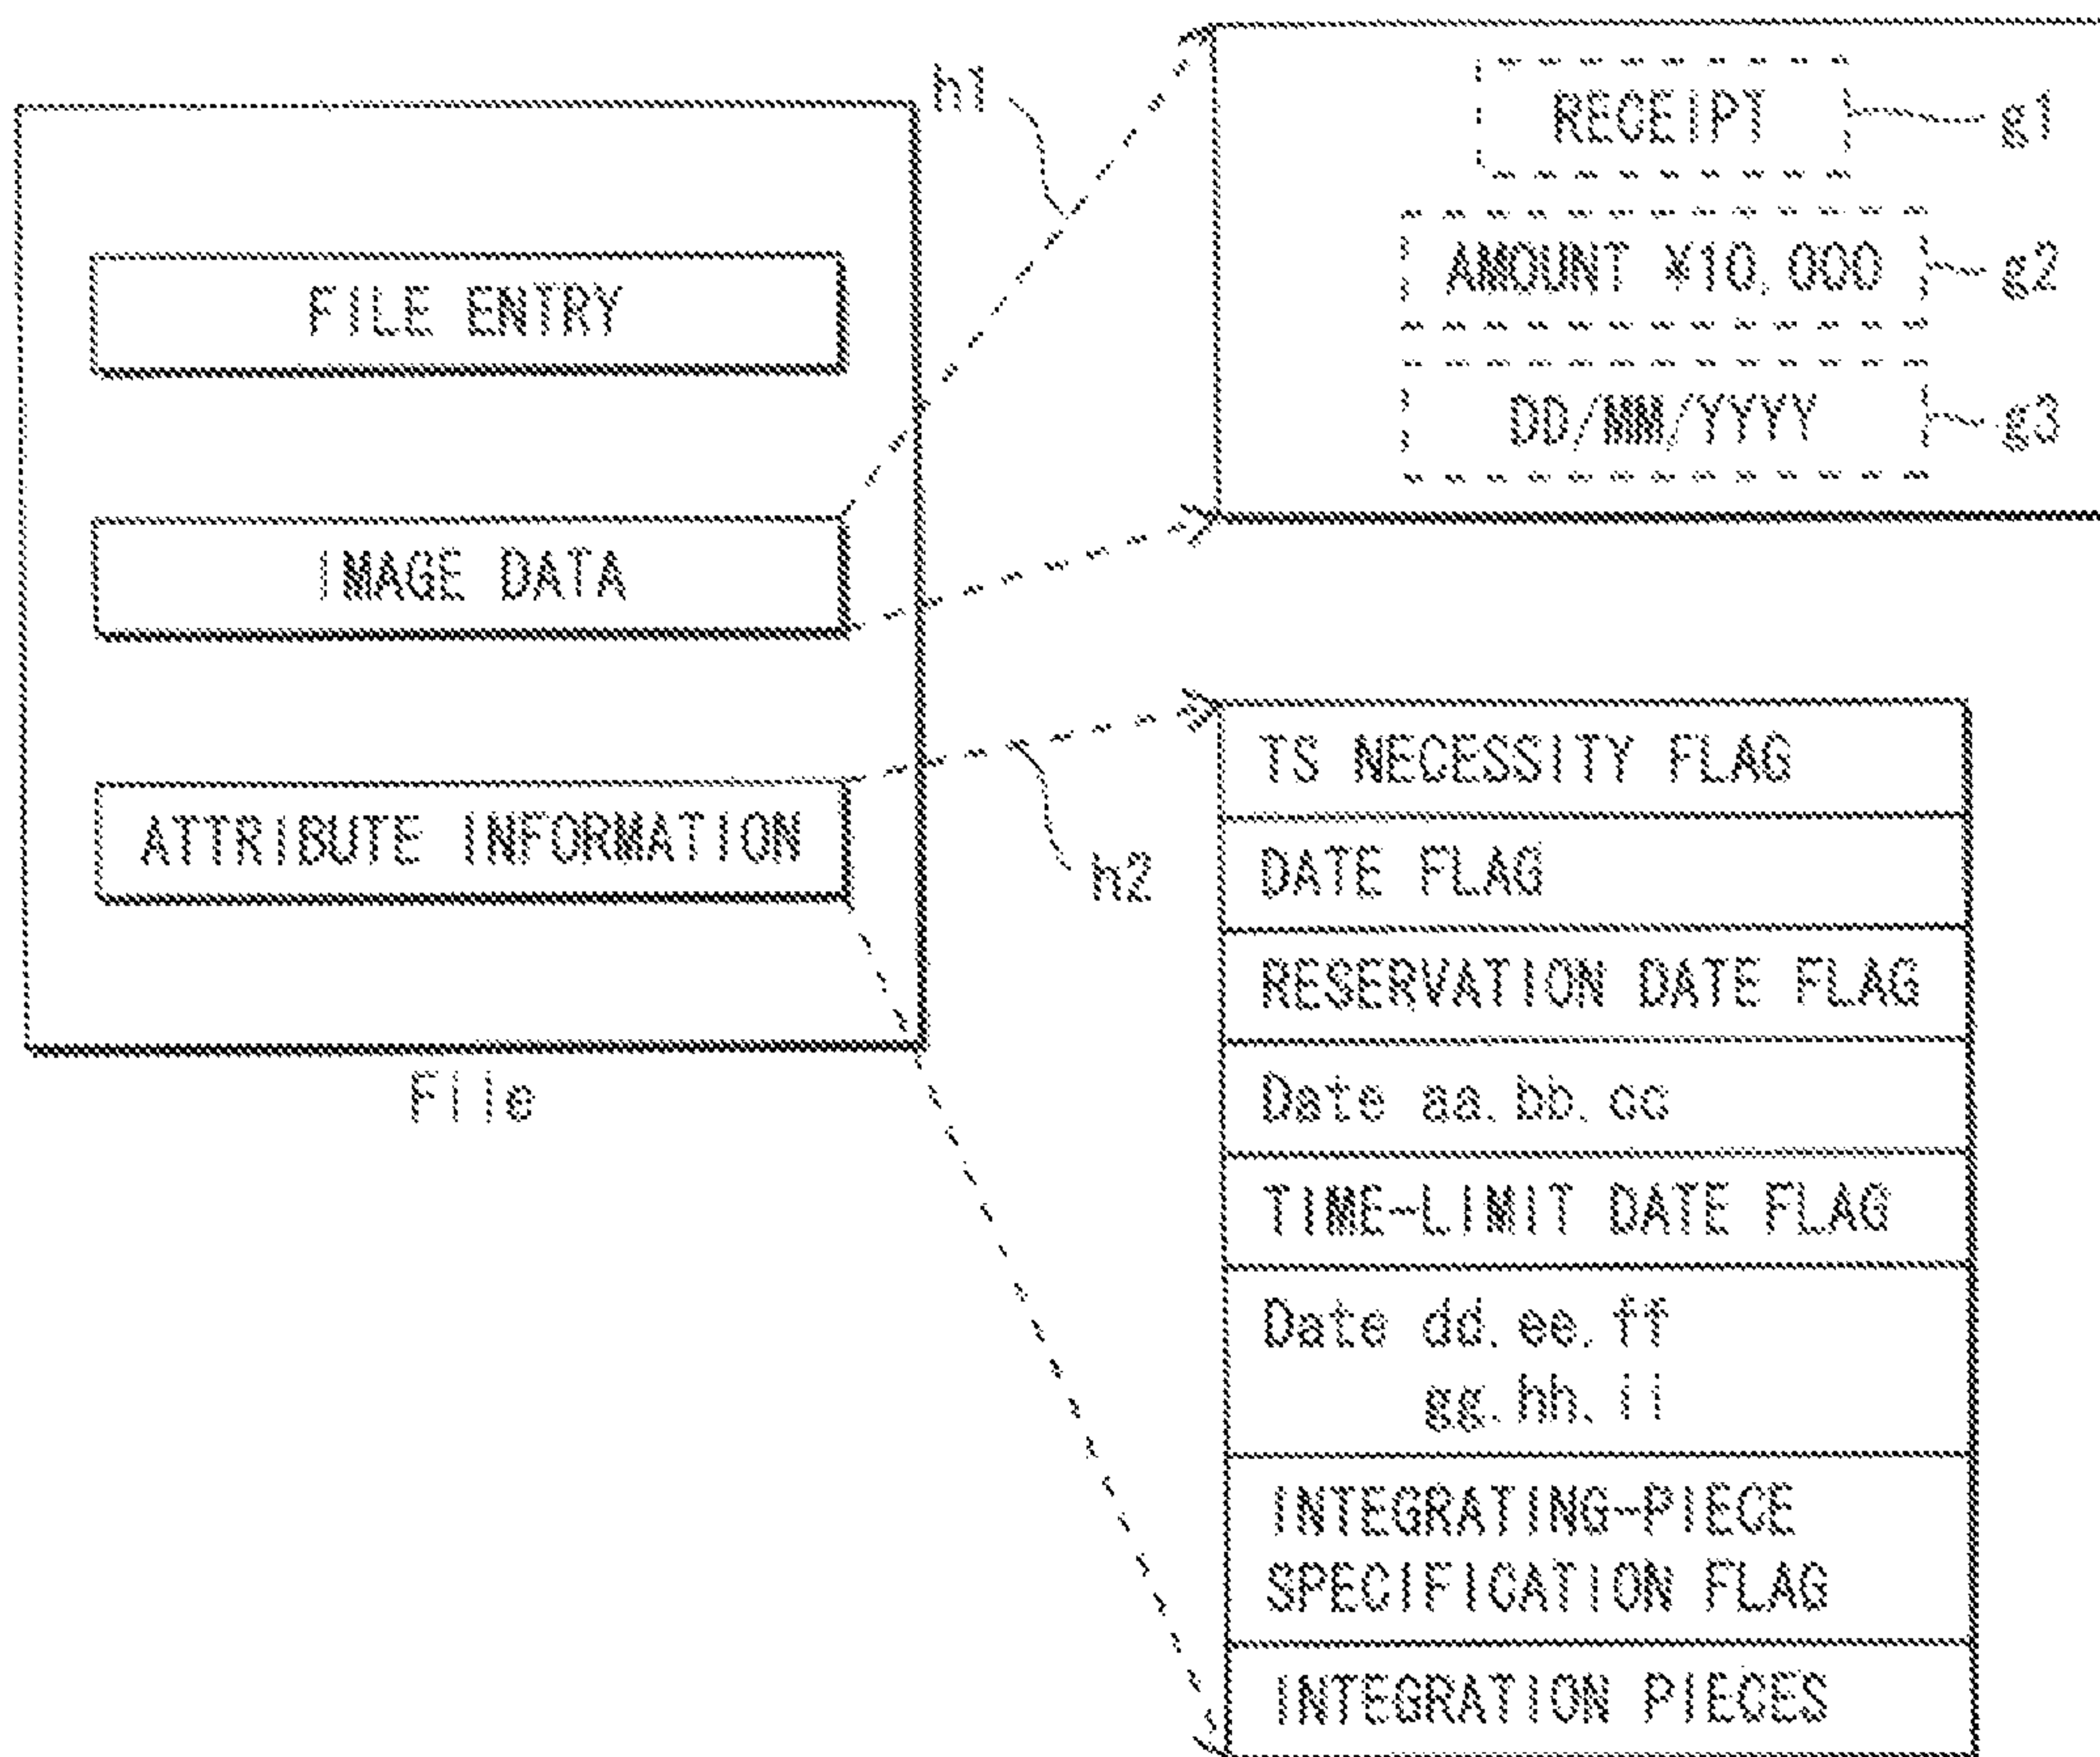 FILE ENTRY
IMAGE DATA
ATTRIBUTE INFORMATION
File
h1
RECEIPT
g1
AMOUNT ¥10,000
g2
DD/MM/YYYY
g3
h2
TS NECESSITY FLAG
DATE FLAG
RESERVATION DATE FLAG
Date aa.bb.cc
TIME-LIMIT DATE FLAG
Date dd.ee.ff
gg.hh.ii
INTEGRATING-PIECE
SPECIFICATION FLAG
INTEGRATION PIECES